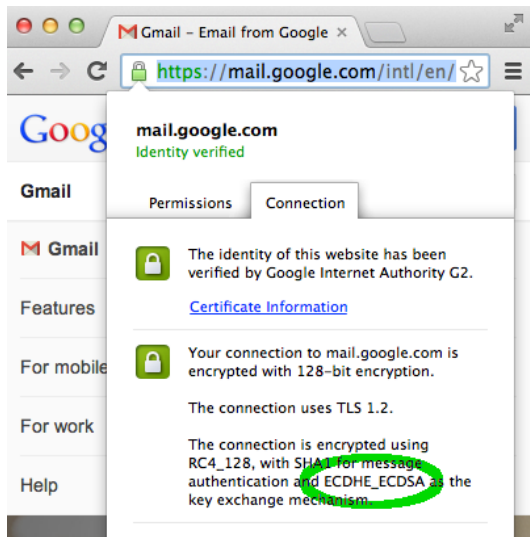 Gmail – Email from Google ×
https://mail.google.com/intl/en/
Goog
mail.google.com
Identity verified
Gmail
Permissions
Connection
Gmail
The identity of this website has been
verified by Google Internet Authority G2.
Features
Certificate Information
Your connection to mail.google.com is
encrypted with 128-bit encryption.
For mobile
The connection uses TLS 1.2.
For work
The connection is encrypted using
RC4_128, with SHA1 for message
authentication and ECDHE_ECDSA as the
key exchange mechanism.
Help